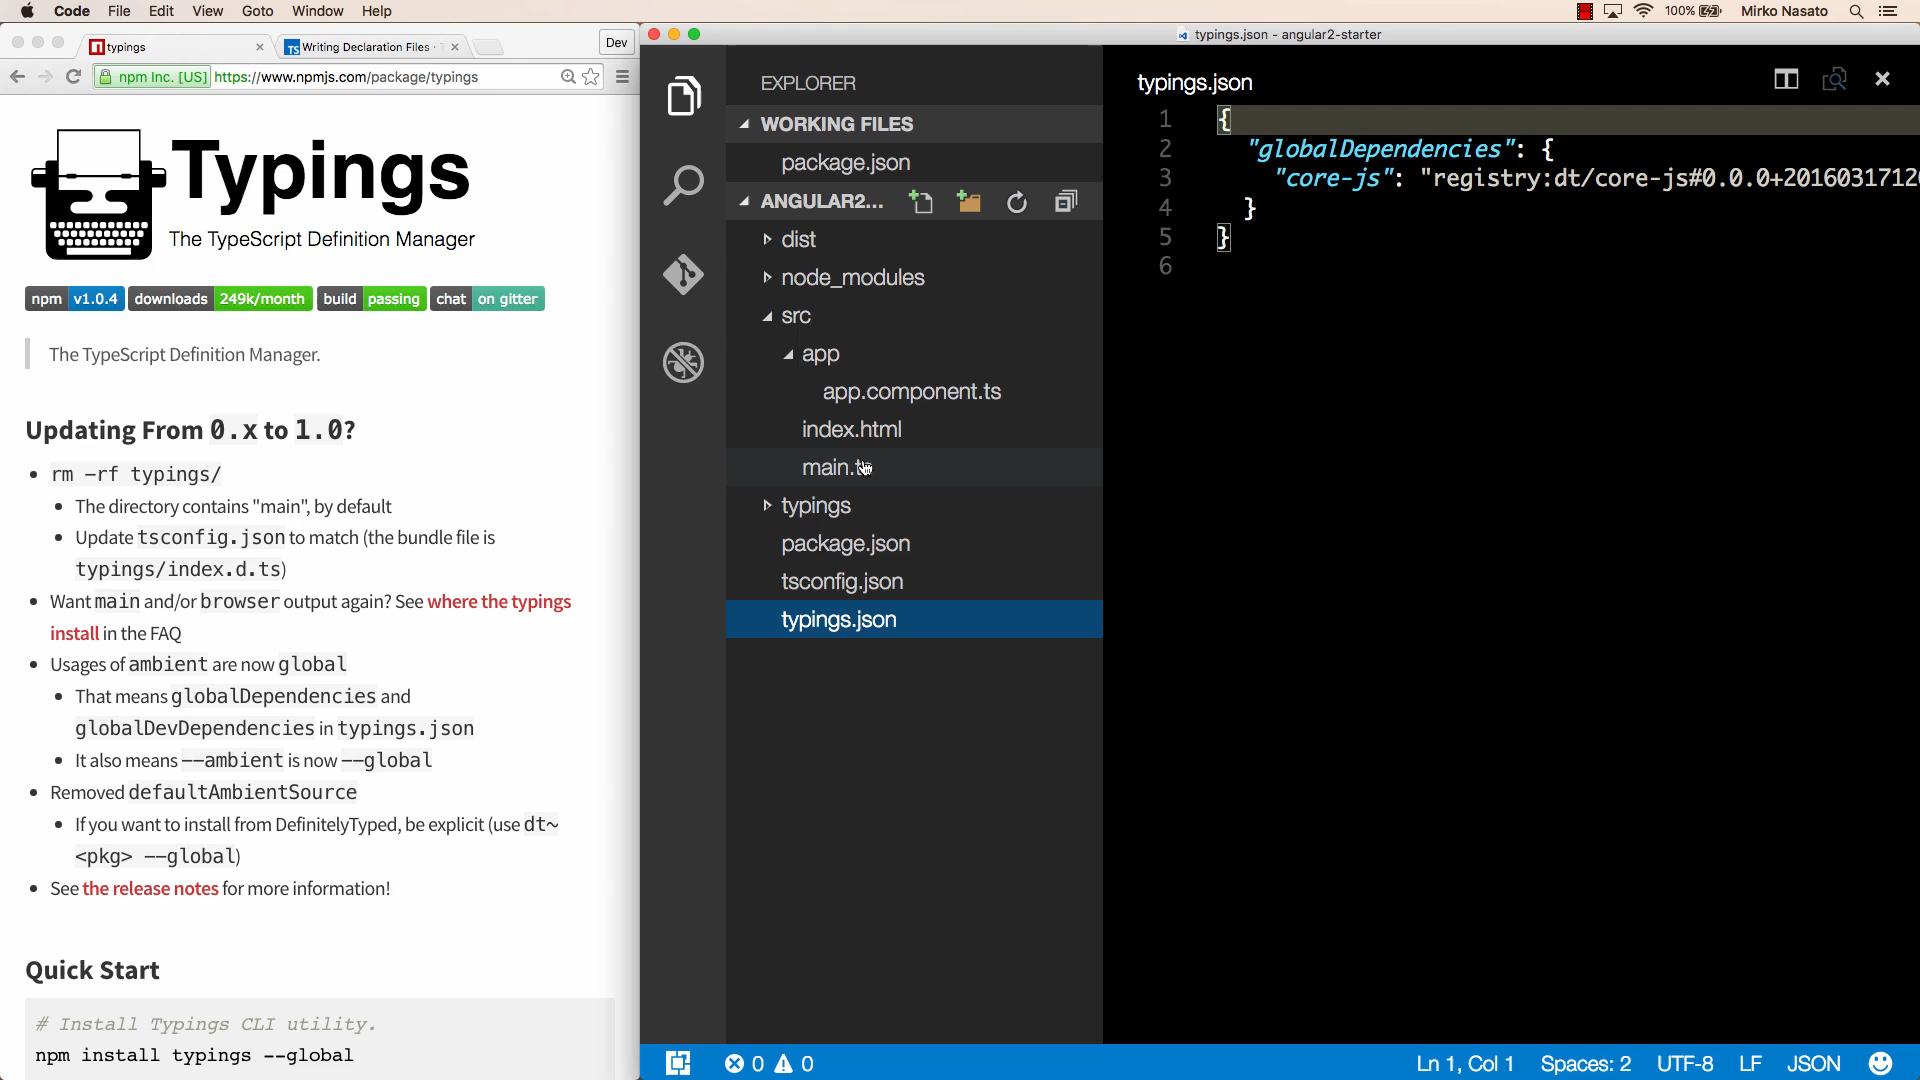 Code File Edit View Goto Window Help
100% Mirko Nasato
typings
TS Writing Declaration Files ·
Dev
npm Inc. [US] https://www.npmjs.com/package/typings
Typings
The TypeScript Definition Manager
npm v1.0.4 downloads 249k/month build passing chat on gitter
The TypeScript Definition Manager.
Updating From 0.x to 1.0?
• rm -rf typings/
• The directory contains "main", by default
• Update tsconfig.json to match (the bundle file is
typings/index.d.ts)
• Want main and/or browser output again? See where the typings
install in the FAQ
• Usages of ambient are now global
• That means globalDependencies and
globalDevDependencies in typings.json
• It also means --ambient is now --global
• Removed defaultAmbientSource
• If you want to install from DefinitelyTyped, be explicit (use dt~
<pkg> --global)
• See the release notes for more information!
Quick Start
# Install Typings CLI utility.
npm install typings --global
typings.json - angular2-starter
EXPLORER
WORKING FILES
package.json
ANGULAR2...
dist
node_modules
src
app
app.component.ts
index.html
main.ts
typings
package.json
tsconfig.json
typings.json
typings.json
1 {
2 "globalDependencies": {
3 "core-js": "registry:dt/core-js#0.0.0+2016031712
4 }
5 }
6
0 0
Ln 1, Col 1 Spaces: 2 UTF-8 LF JSON